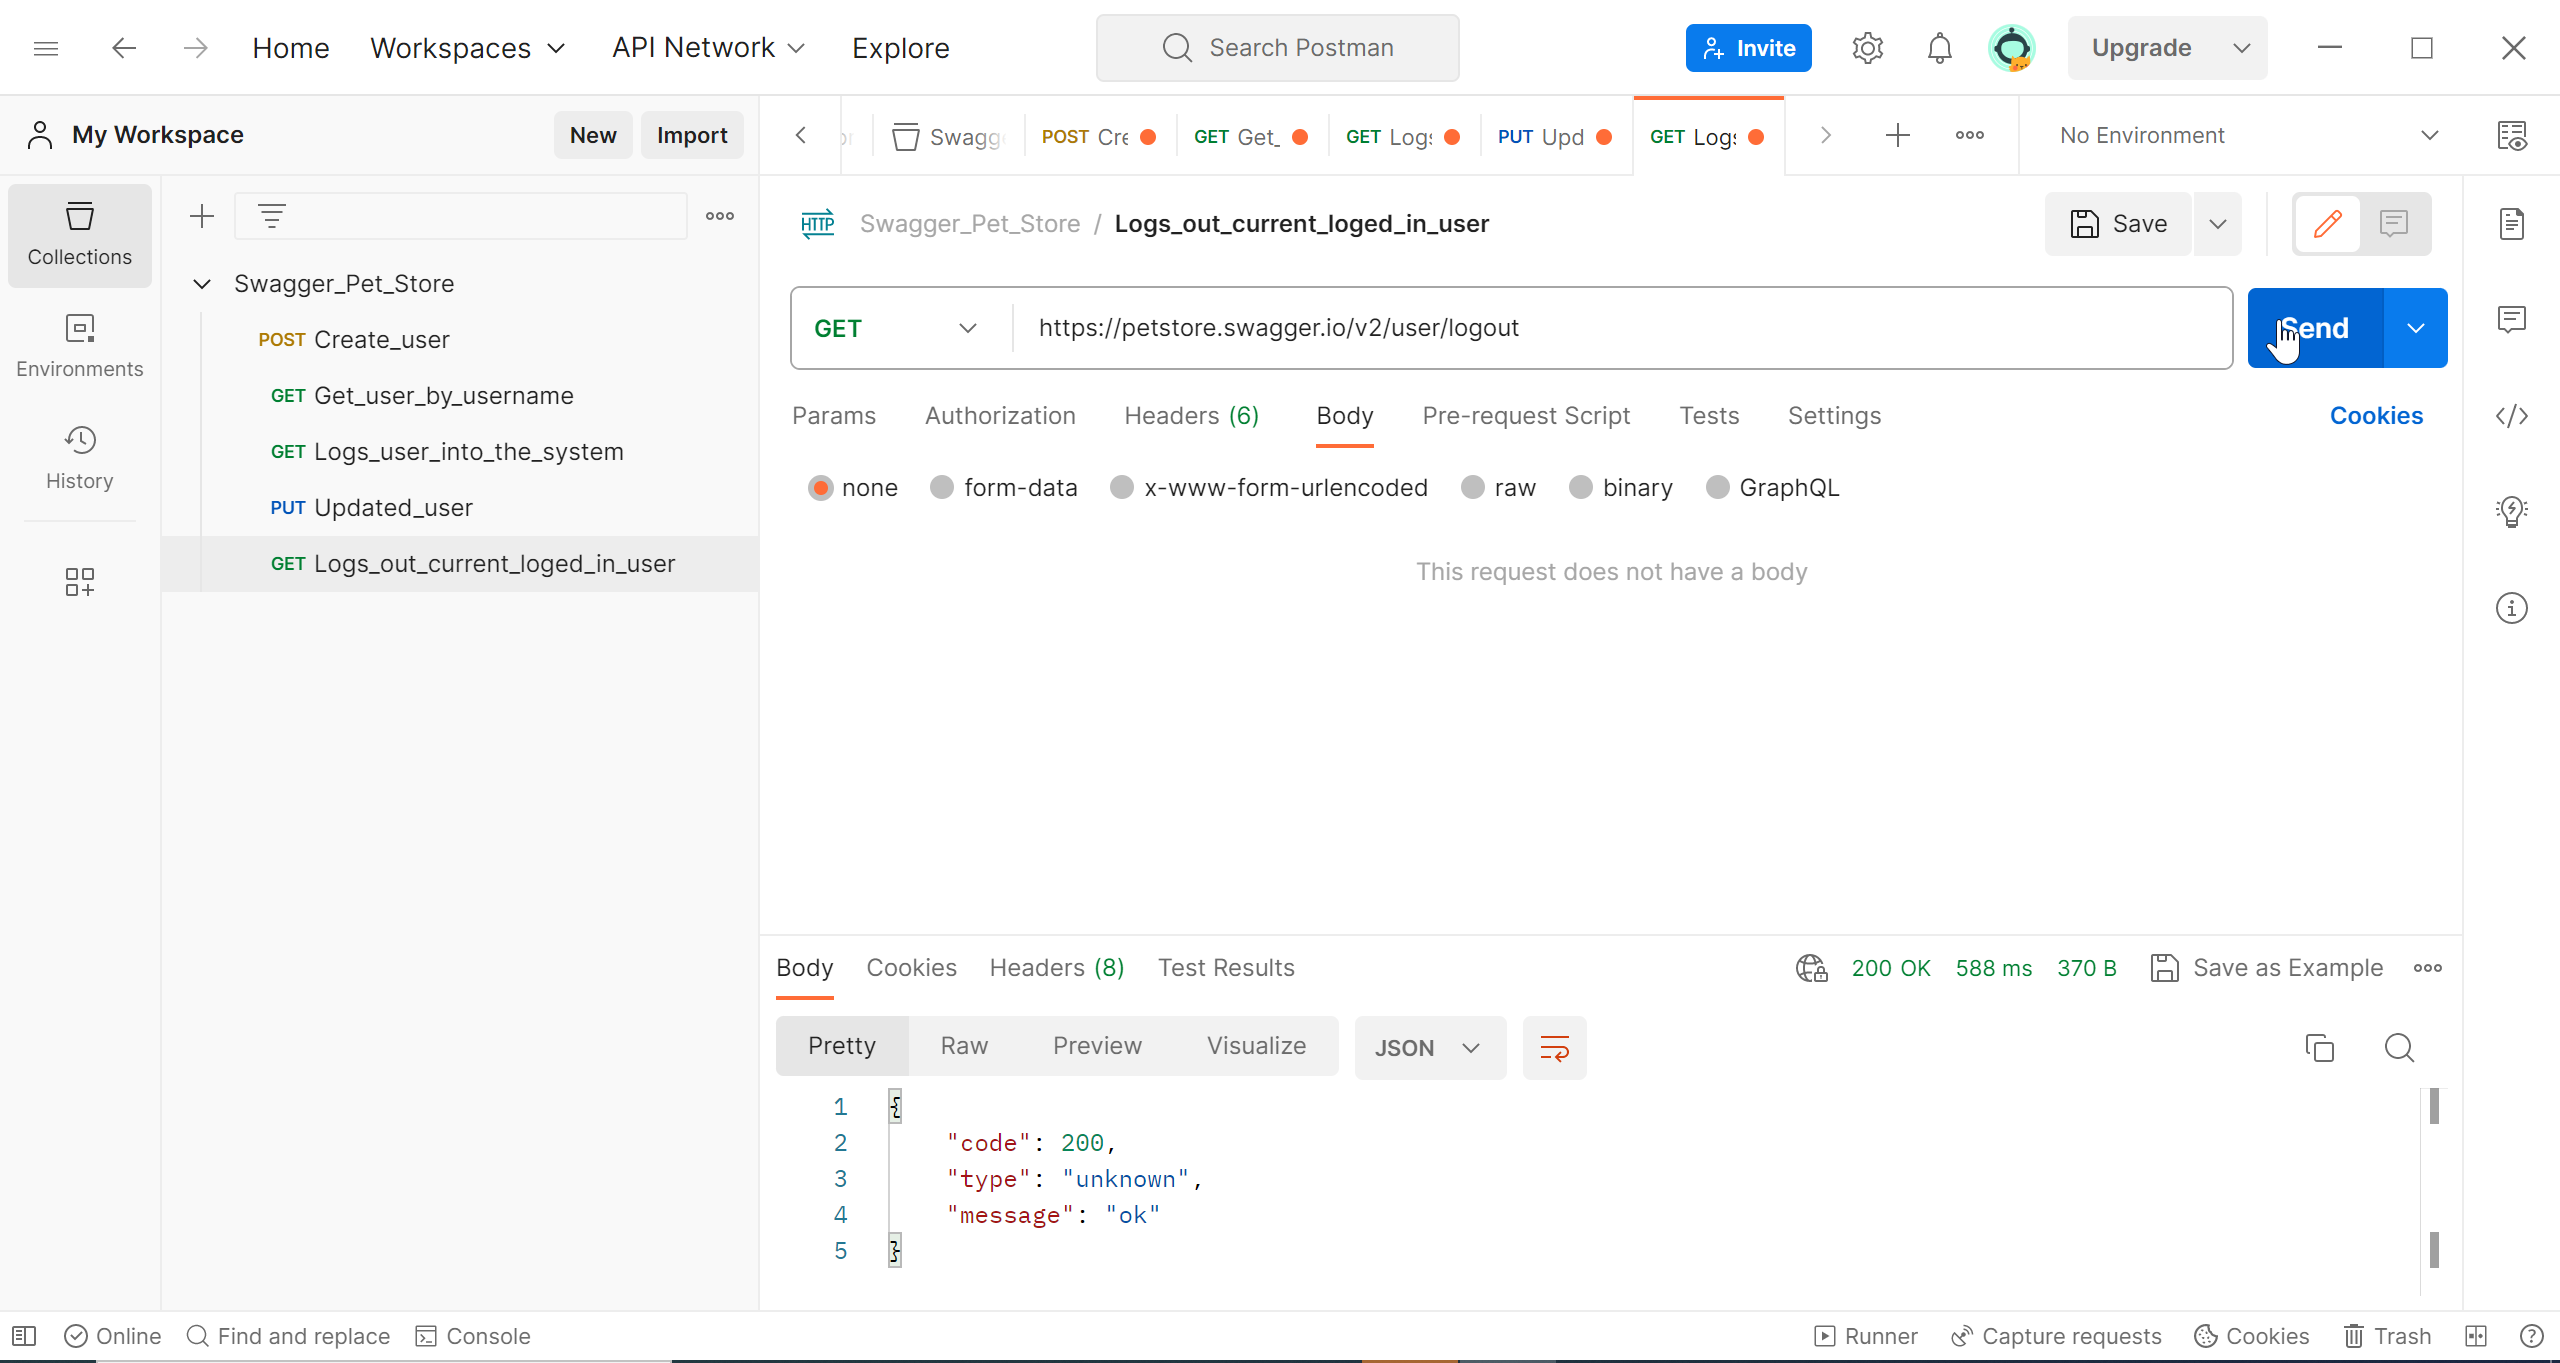 Home Workspaces API Network Explore Search Postman Invite Upgrade
My Workspace New Import
Swagg POST Cre GET Get_ GET Logs PUT Upd GET Logs No Environment
Collections
Environments
History
Swagger_Pet_Store
POST Create_user
GET Get_user_by_username
GET Logs_user_into_the_system
PUT Updated_user
GET Logs_out_current_loged_in_user
HTTP Swagger_Pet_Store / Logs_out_current_loged_in_user Save
GET https://petstore.swagger.io/v2/user/logout Send
Params Authorization Headers (6) Body Pre-request Script Tests Settings Cookies
none form-data x-www-form-urlencoded raw binary GraphQL
This request does not have a body
Body Cookies Headers (8) Test Results 200 OK 588 ms 370 B Save as Example
Pretty Raw Preview Visualize JSON
1 {
2 "code": 200,
3 "type": "unknown",
4 "message": "ok"
5 }
Online Find and replace Console Runner Capture requests Cookies Trash